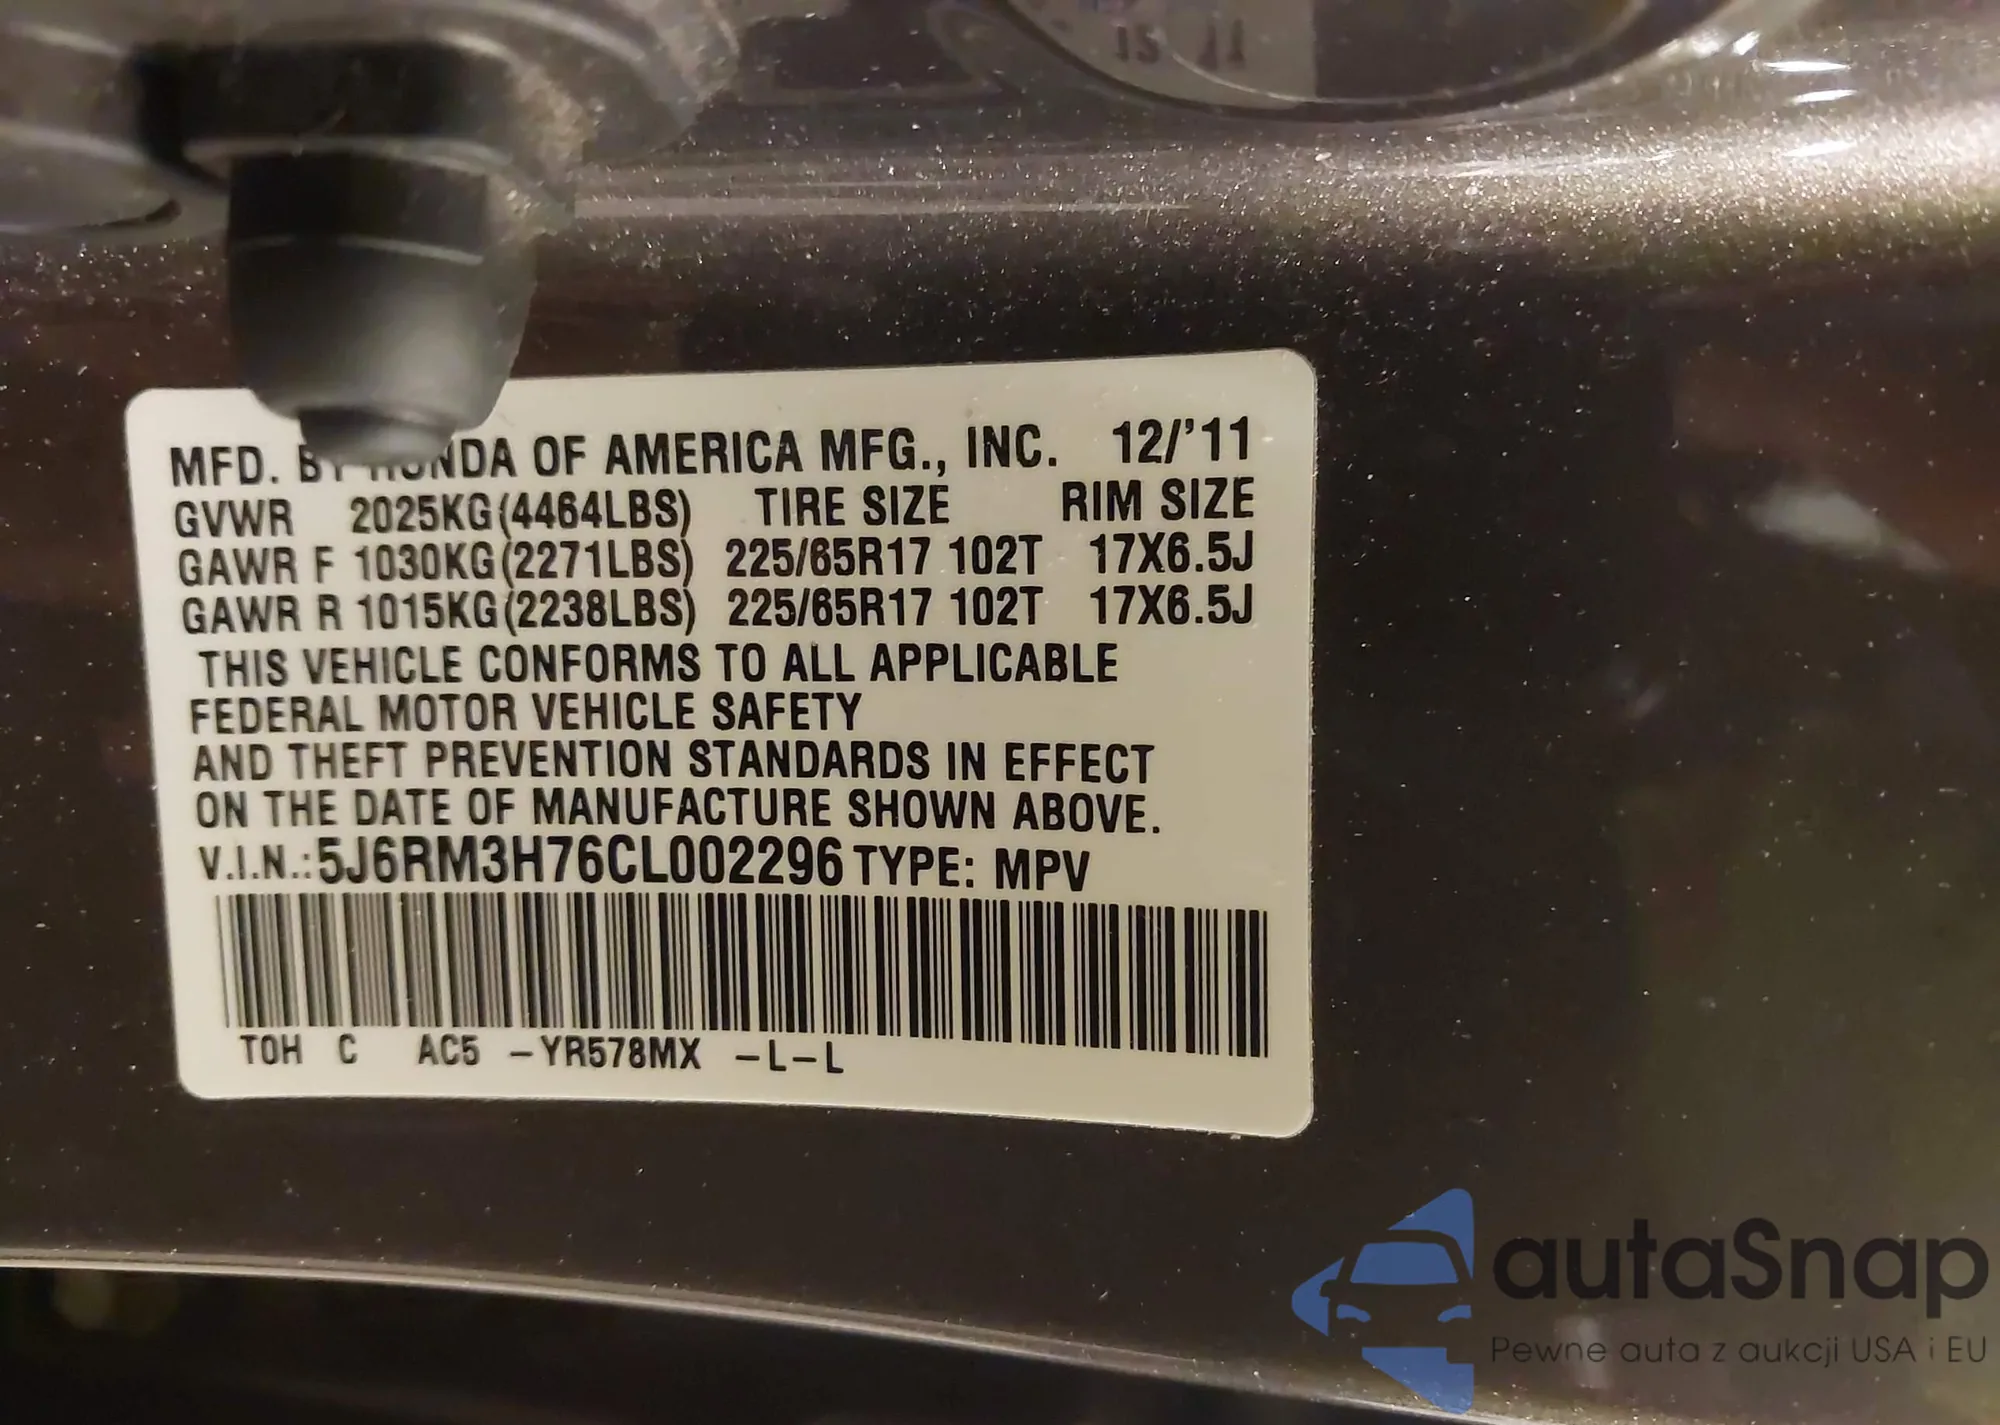 12 11
MFD. BY HONDA OF AMERICA MFG., INC. 12/'11
GVWR 2025KG(4464LBS) TIRE SIZE RIM SIZE
GAWR F 1030KG(2271LBS) 225/65R17 102T 17X6.5J
GAWR R 1015KG(2238LBS) 225/65R17 102T 17X6.5J
THIS VEHICLE CONFORMS TO ALL APPLICABLE
FEDERAL MOTOR VEHICLE SAFETY
AND THEFT PREVENTION STANDARDS IN EFFECT
ON THE DATE OF MANUFACTURE SHOWN ABOVE.
V.I.N.:5J6RM3H76CL002296 TYPE: MPV
TOH C AC5 -YR578MX -L-L
autaSnap
Pewne auta z aukcji USA i EU